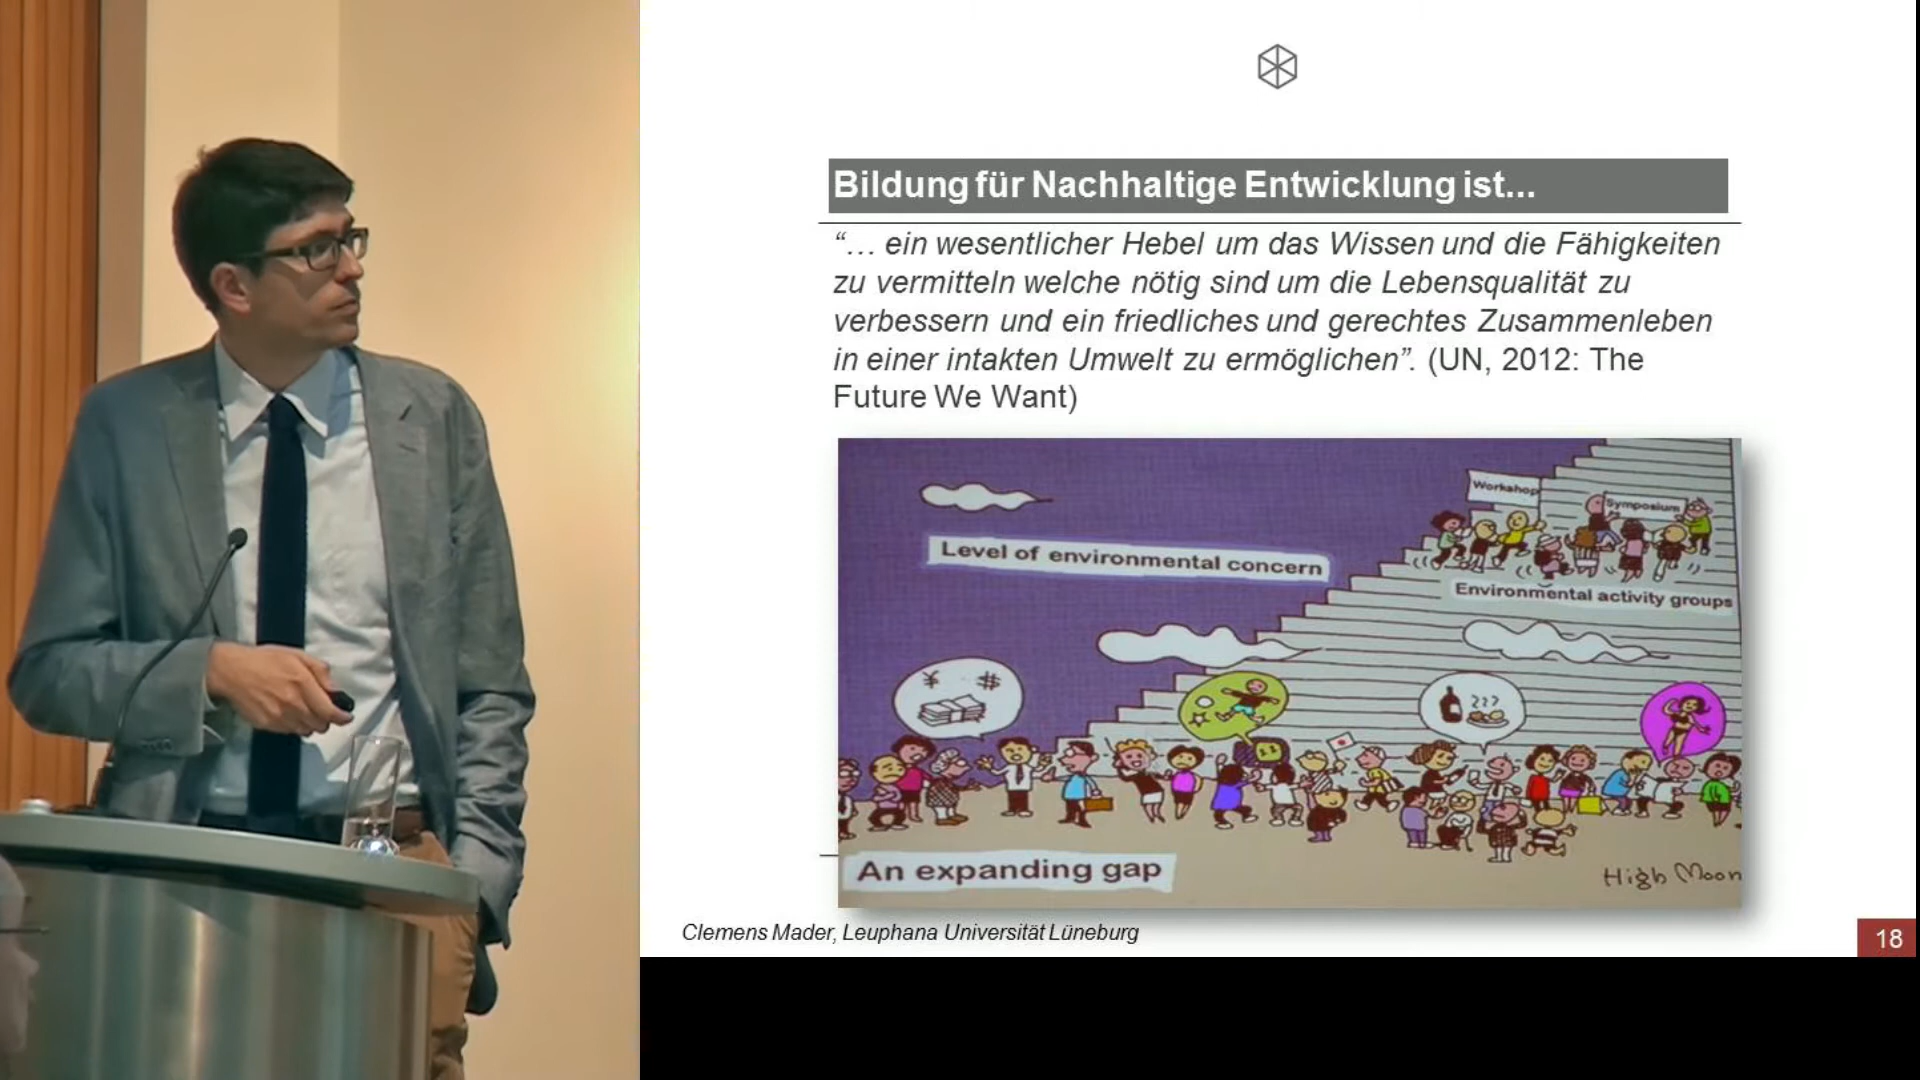 Bildung für Nachhaltige Entwicklung ist...
“… ein wesentlicher Hebel um das Wissen und die Fähigkeiten
zu vermitteln welche nötig sind um die Lebensqualität zu
verbessern und ein friedliches und gerechtes Zusammenleben
in einer intakten Umwelt zu ermöglichen”. (UN, 2012: The
Future We Want)
Workshop
Symposium
Level of environmental concern
Environmental activity groups
¥ #
???
An expanding gap
High Moon
Clemens Mader, Leuphana Universität Lüneburg
18